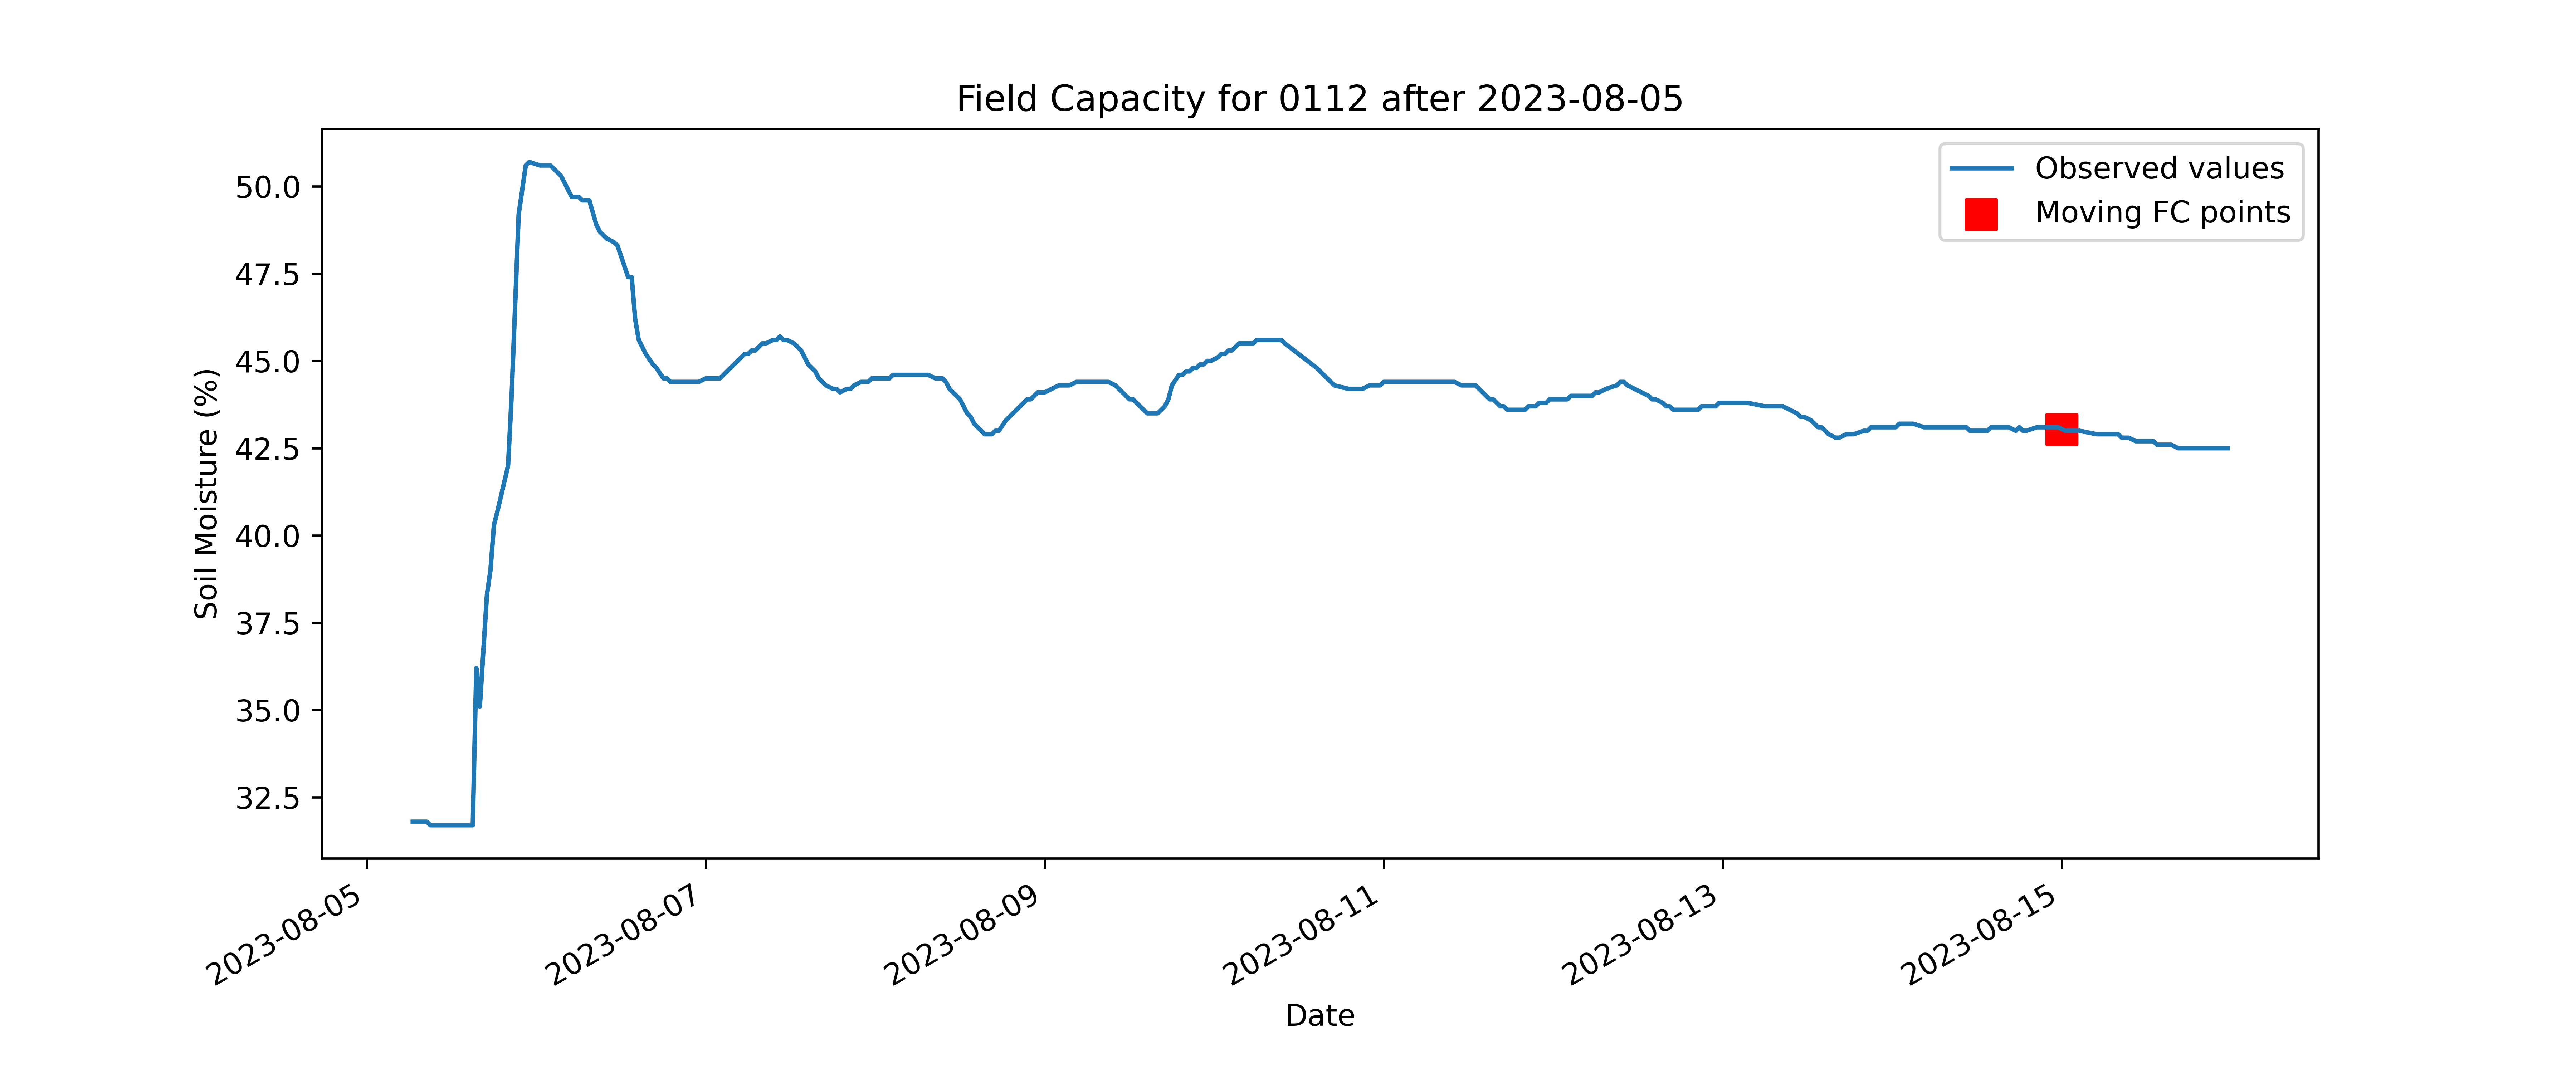 Field Capacity for 0112 after 2023-08-05
Observed values
Moving FC points
Soil Moisture (%)
50.0
47.5
45.0
42.5
40.0
37.5
35.0
32.5
2023-08-05
2023-08-07
2023-08-09
2023-08-11
2023-08-13
2023-08-15
Date